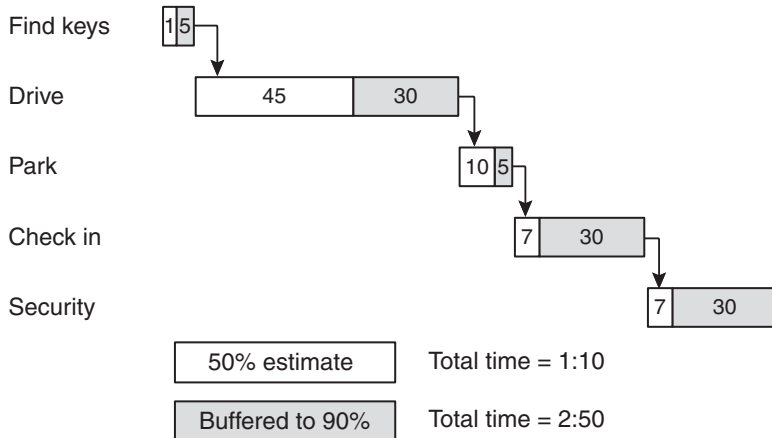 Find keys
1 5
Drive
45 30
Park
10 5
Check in
7 30
Security
7 30
50% estimate Total time = 1:10
Buffered to 90% Total time = 2:50